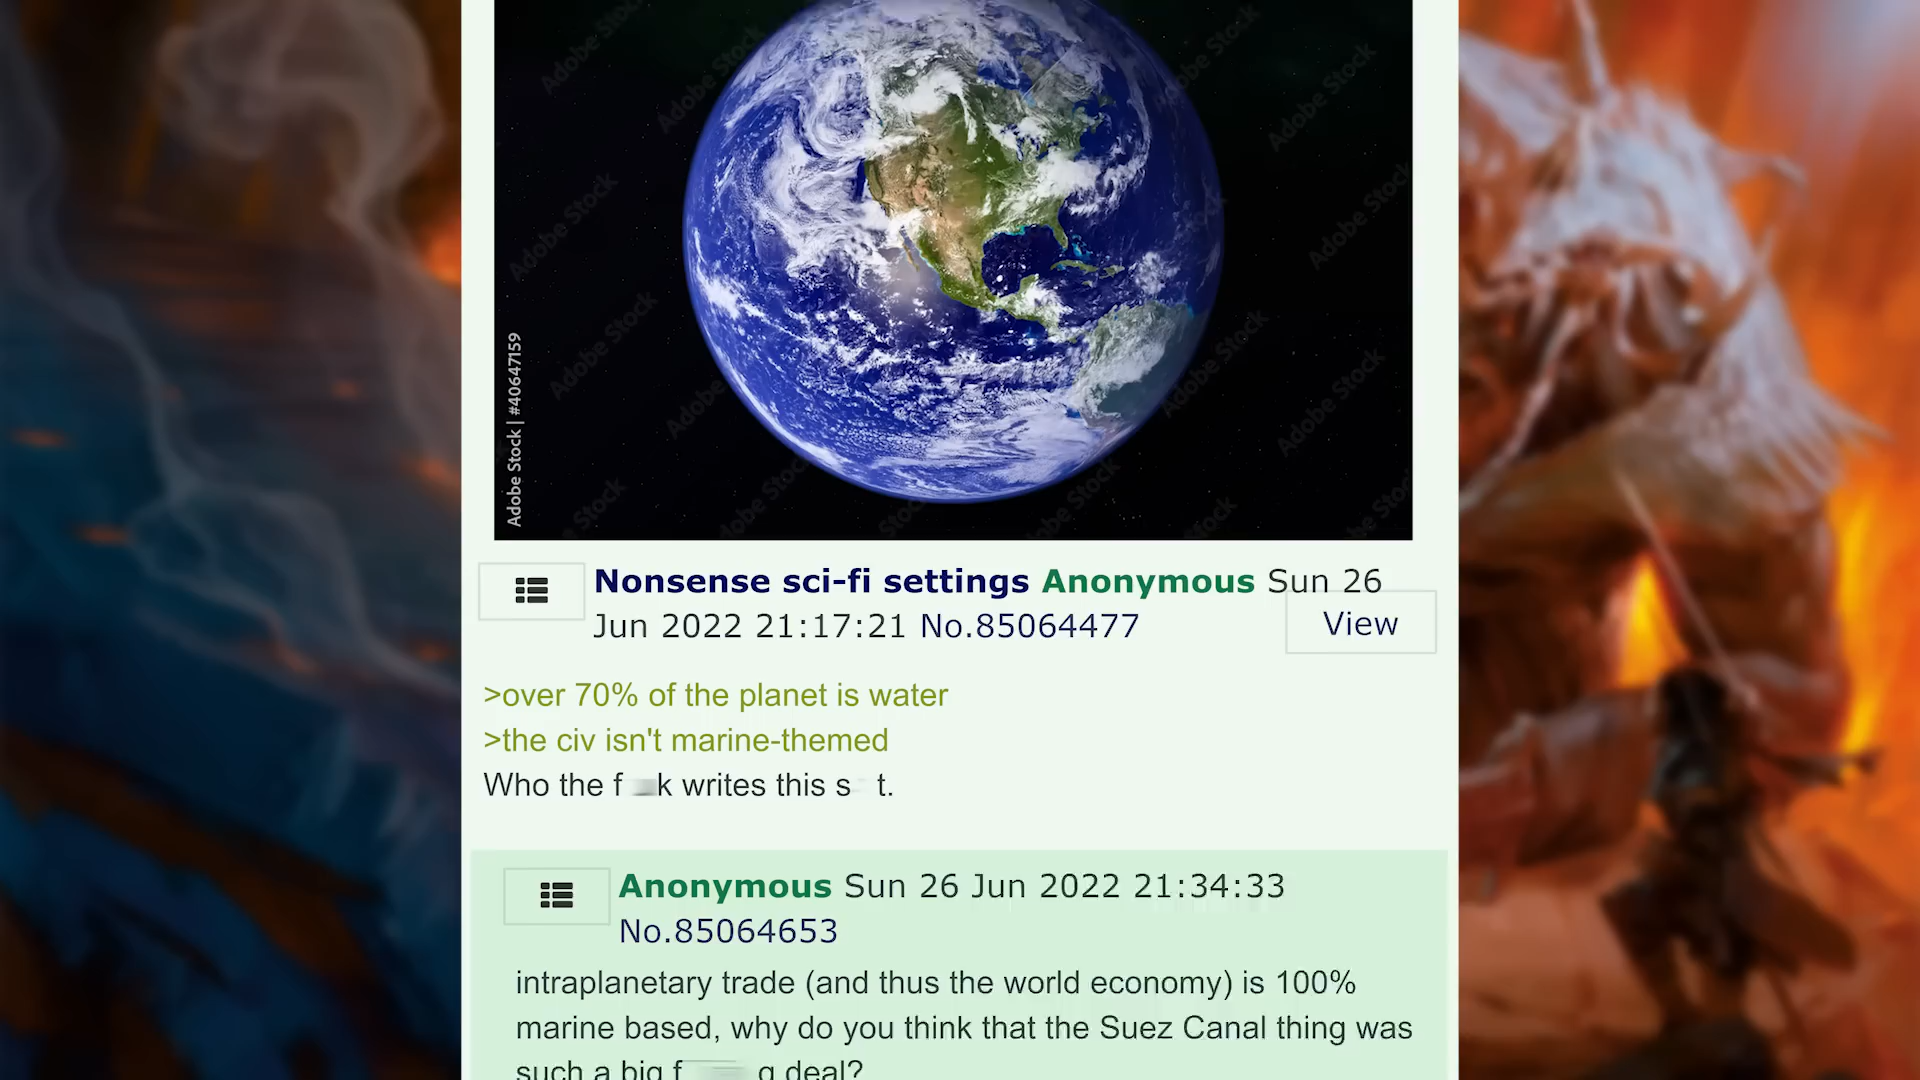 Adobe Stock | #40647159
Nonsense sci-fi settings Anonymous Sun 26
Jun 2022 21:17:21 No.85064477
View
>over 70% of the planet is water
>the civ isn't marine-themed
Who the f k writes this s t.
Anonymous Sun 26 Jun 2022 21:34:33
No.85064653
intraplanetary trade (and thus the world economy) is 100%
marine based, why do you think that the Suez Canal thing was
such a big f g deal?